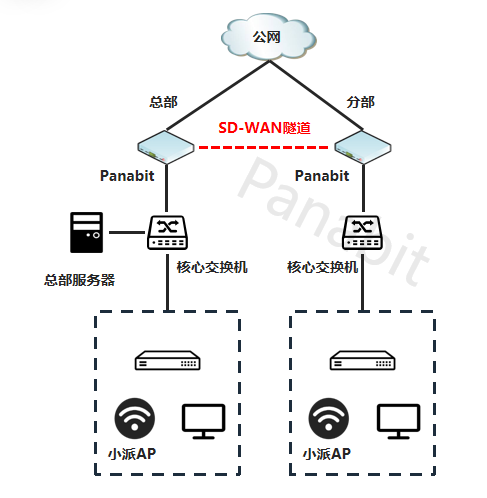 公网
总部
分部
SD-WAN隧道
Panabit
Panabit
Panabit
总部服务器
核心交换机
核心交换机
小派AP
小派AP